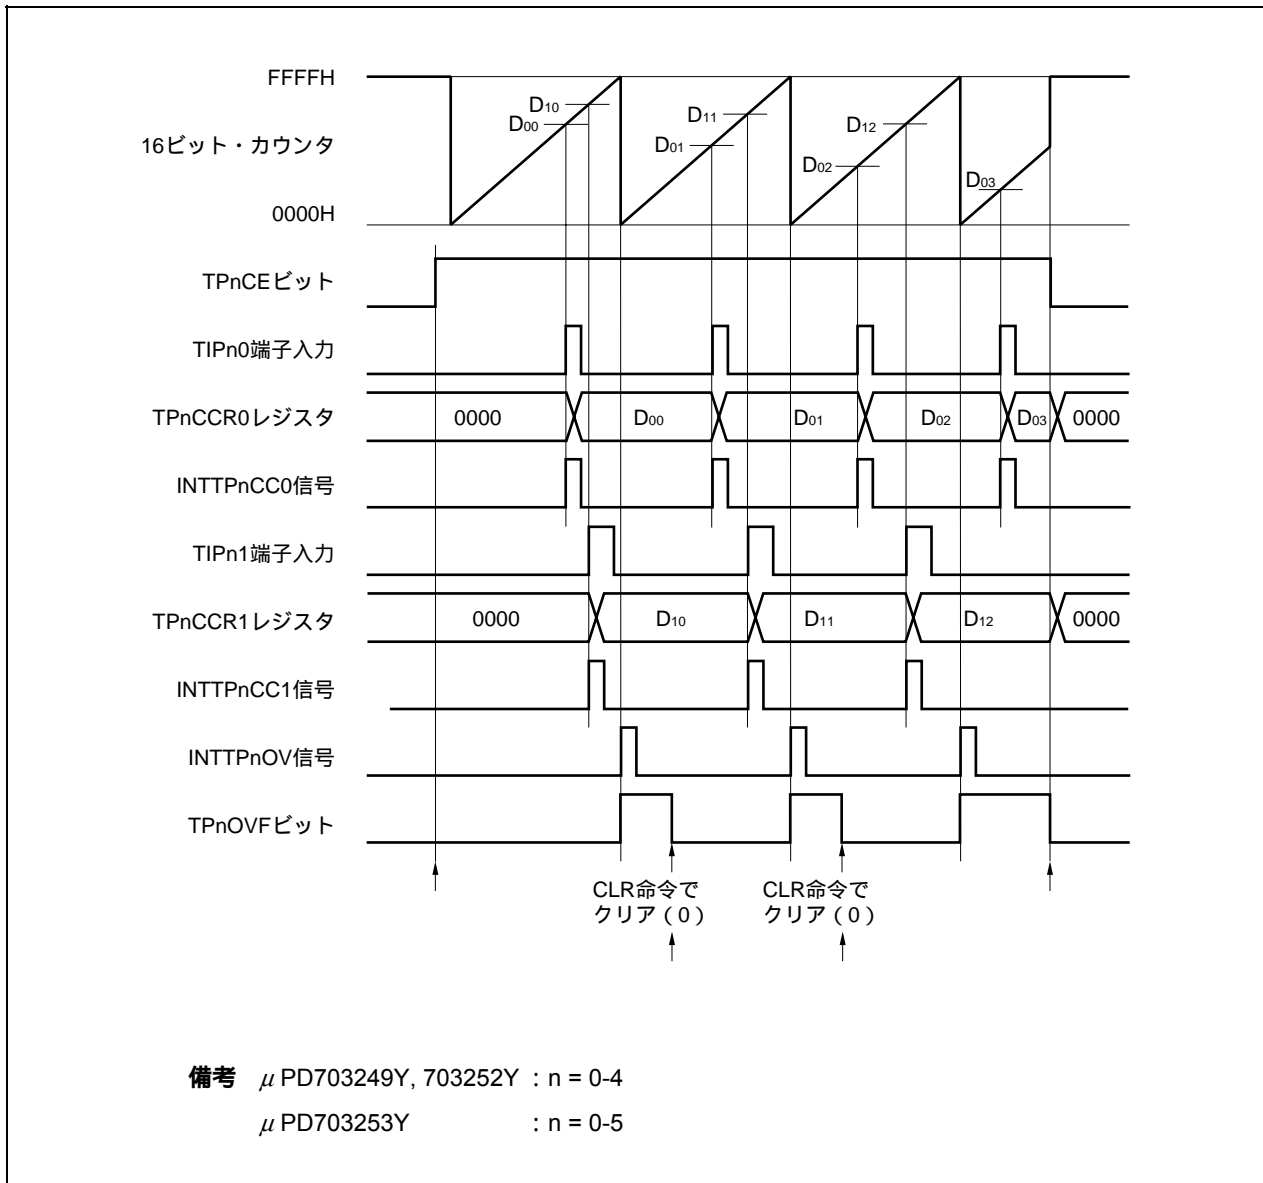 FFFFH
D10
D11
D00
D12
16ビット・カウンタ
D01
D02
D03
0000H
TPnCEビット
TIPn0端子入力
TPnCCR0レジスタ
0000
D00
D01
D02
D03
0000
INTTPnCC0信号
TIPn1端子入力
TPnCCR1レジスタ
0000
D10
D11
D12
0000
INTTPnCC1信号
INTTPnOV信号
TPnOVFビット
CLR命令で
クリア(0)
CLR命令で
クリア(0)
備考 μPD703249Y, 703252Y : n = 0-4
μPD703253Y : n = 0-5